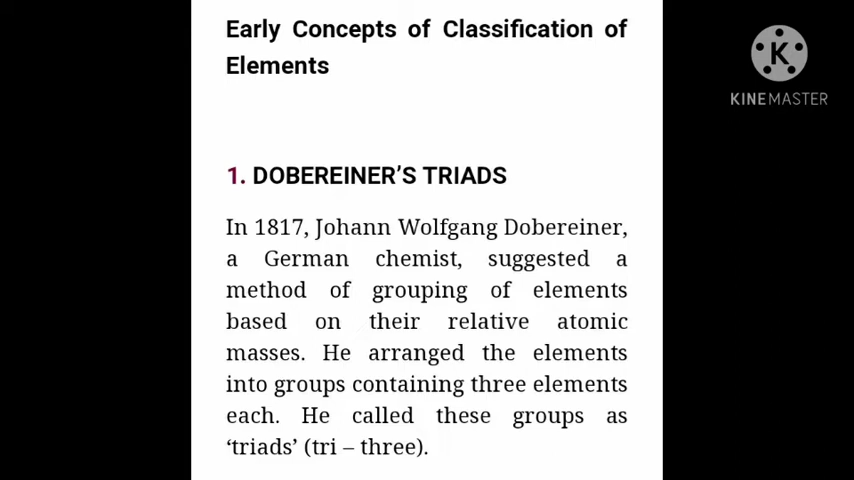 Early Concepts of Classification of
Elements
K
KINEMASTER
1. DOBEREINER’S TRIADS
In 1817, Johann Wolfgang Dobereiner,
a German chemist, suggested a
method of grouping of elements
based on their relative atomic
masses. He arranged the elements
into groups containing three elements
each. He called these groups as
‘triads’ (tri – three).